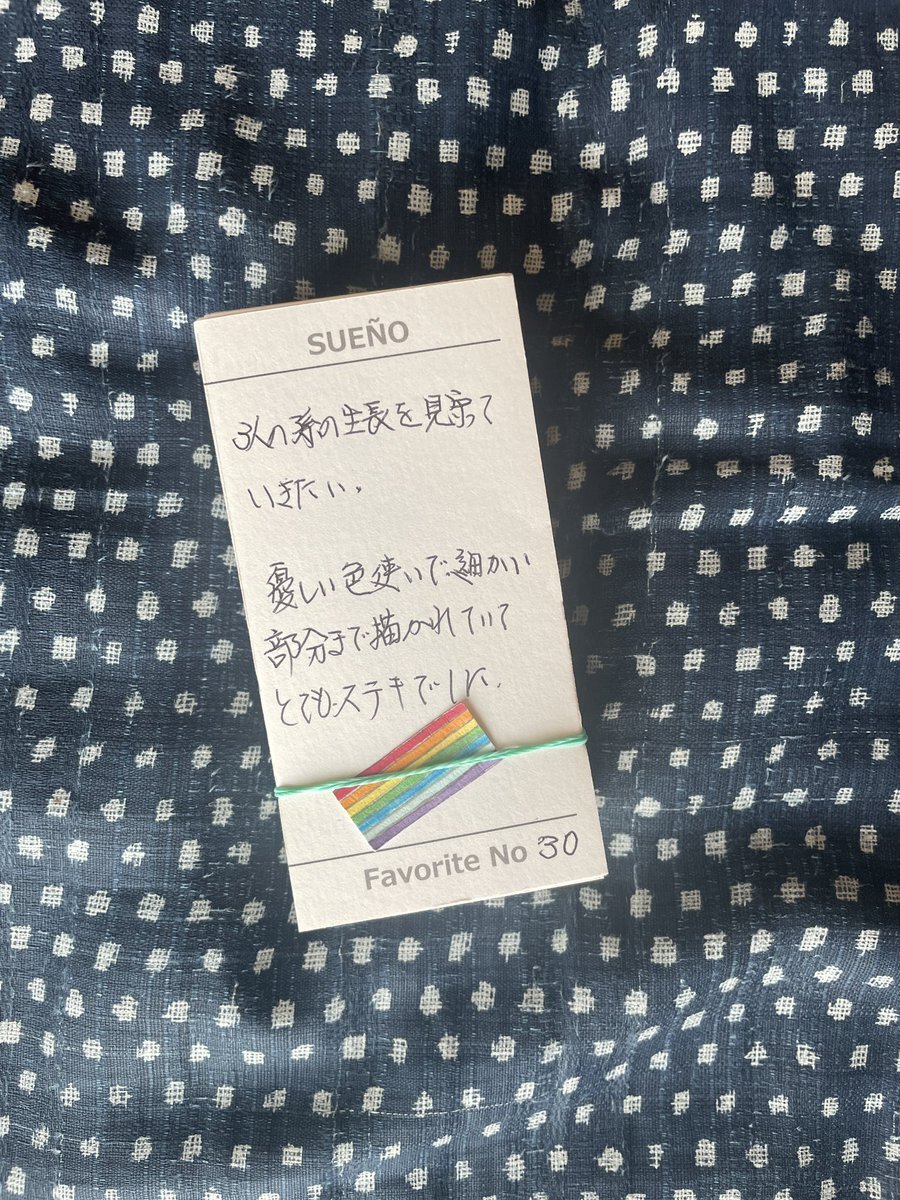 SUEÑO
3人の孫の生長を見守って
いきたい。
優しい色使いで、細かい
部分まで描かれていて
とてもステキでした。
Favorite No 30